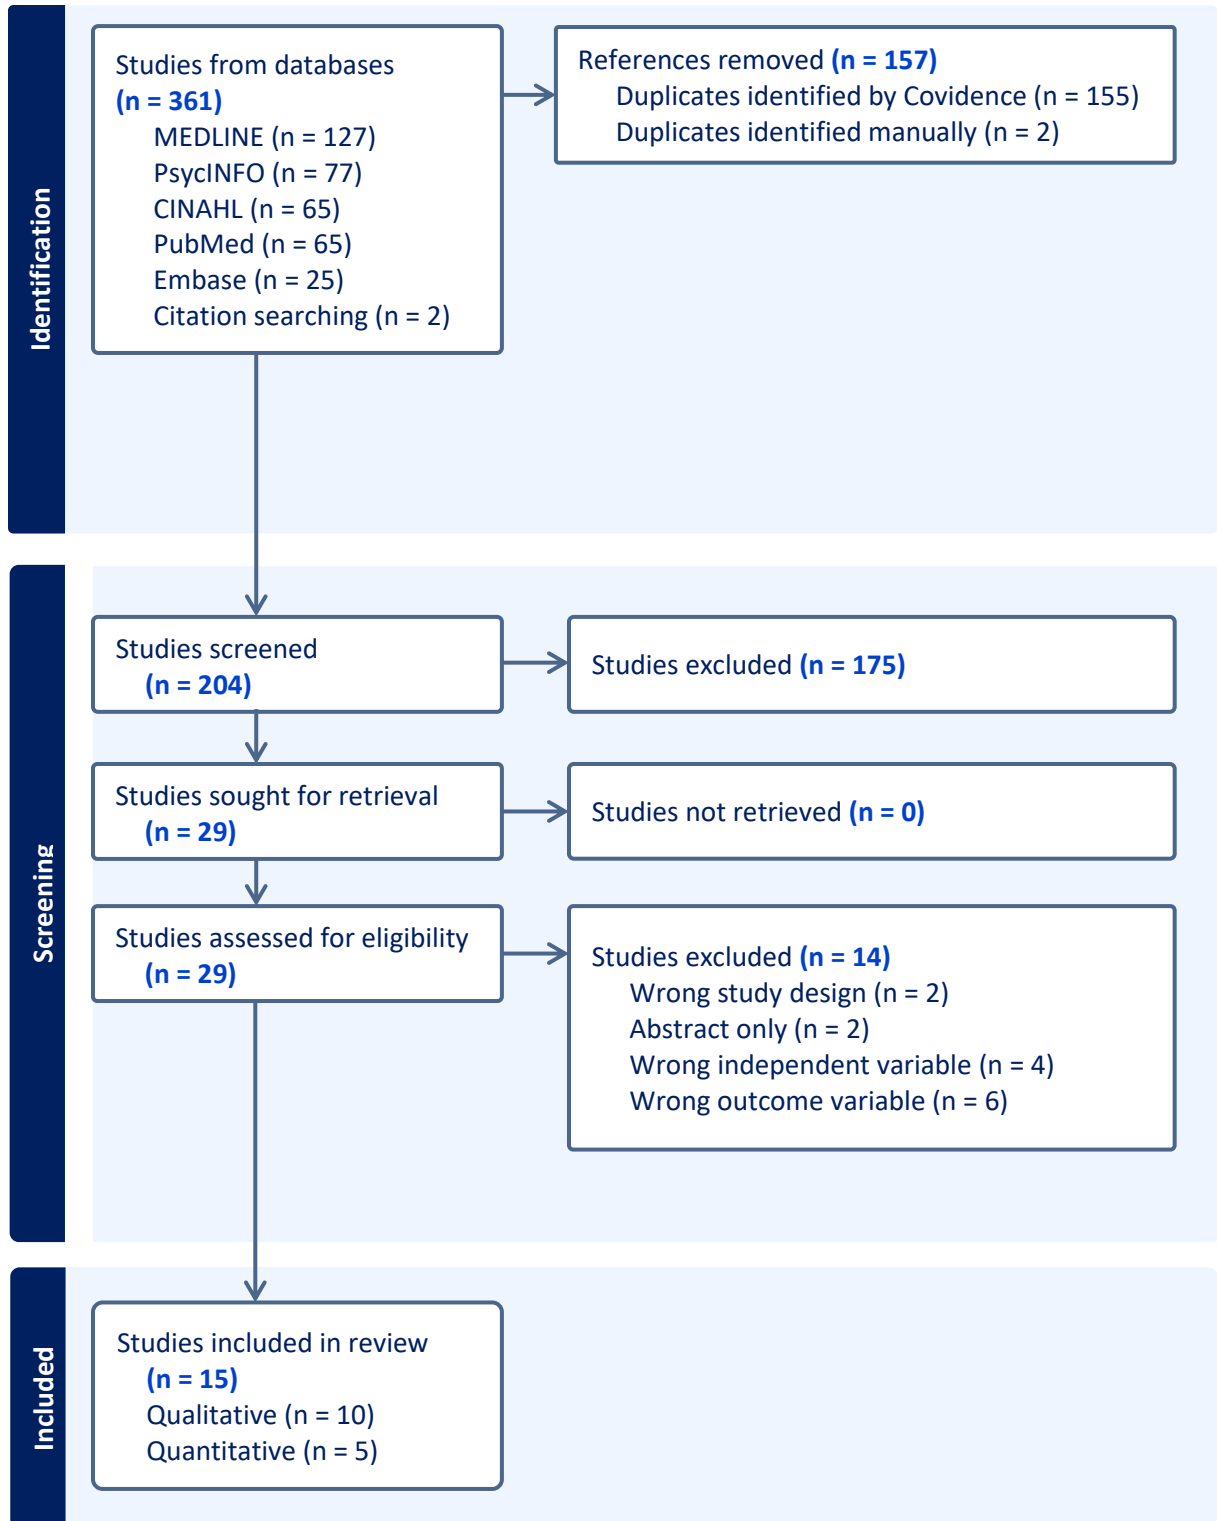 Identification
Studies from databases
(n = 361)
MEDLINE (n = 127)
PsycINFO (n = 77)
CINAHL (n = 65)
PubMed (n = 65)
Embase (n = 25)
Citation searching (n = 2)
References removed (n = 157)
Duplicates identified by Covidence (n = 155)
Duplicates identified manually (n = 2)
Screening
Studies screened
(n = 204)
Studies excluded (n = 175)
Studies sought for retrieval
(n = 29)
Studies not retrieved (n = 0)
Studies assessed for eligibility
(n = 29)
Studies excluded (n = 14)
Wrong study design (n = 2)
Abstract only (n = 2)
Wrong independent variable (n = 4)
Wrong outcome variable (n = 6)
Included
Studies included in review
(n = 15)
Qualitative (n = 10)
Quantitative (n = 5)